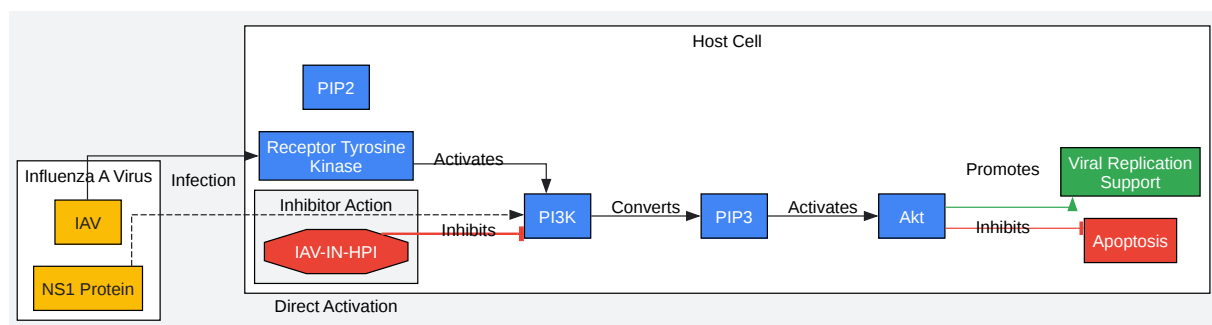 Host Cell
PIP2
Receptor Tyrosine
Kinase
Activates
Influenza A Virus
Infection
IAV
NS1 Protein
Inhibitor Action
IAV-IN-HPI
Inhibits
Direct Activation
PI3K
Converts
PIP3
Activates
Akt
Promotes
Viral Replication
Support
Inhibits
Apoptosis